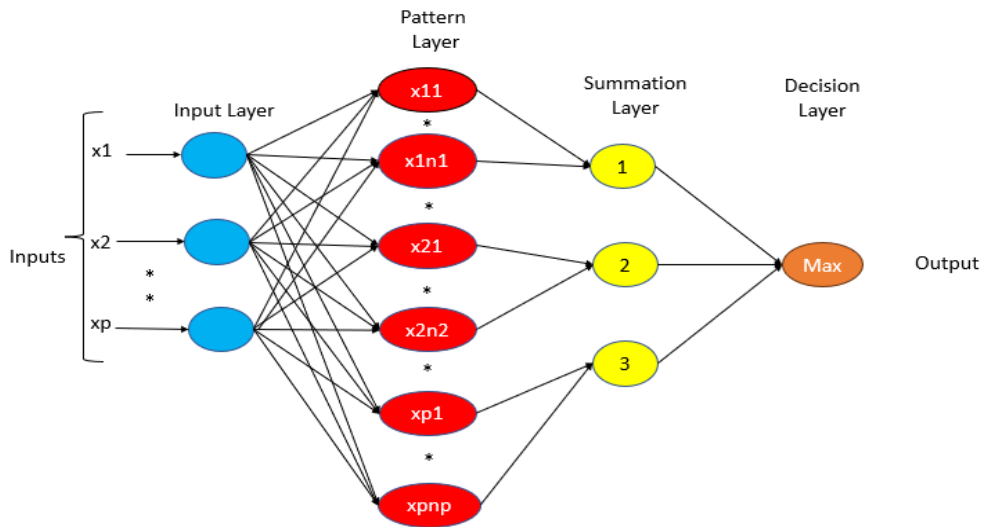 Pattern
Layer
Summation
Layer
Decision
Layer
Input Layer
Inputs
x1
x2
*
*
xp
x11
*
x1n1
*
x21
*
x2n2
*
xp1
*
xpnp
1
2
3
Max
Output